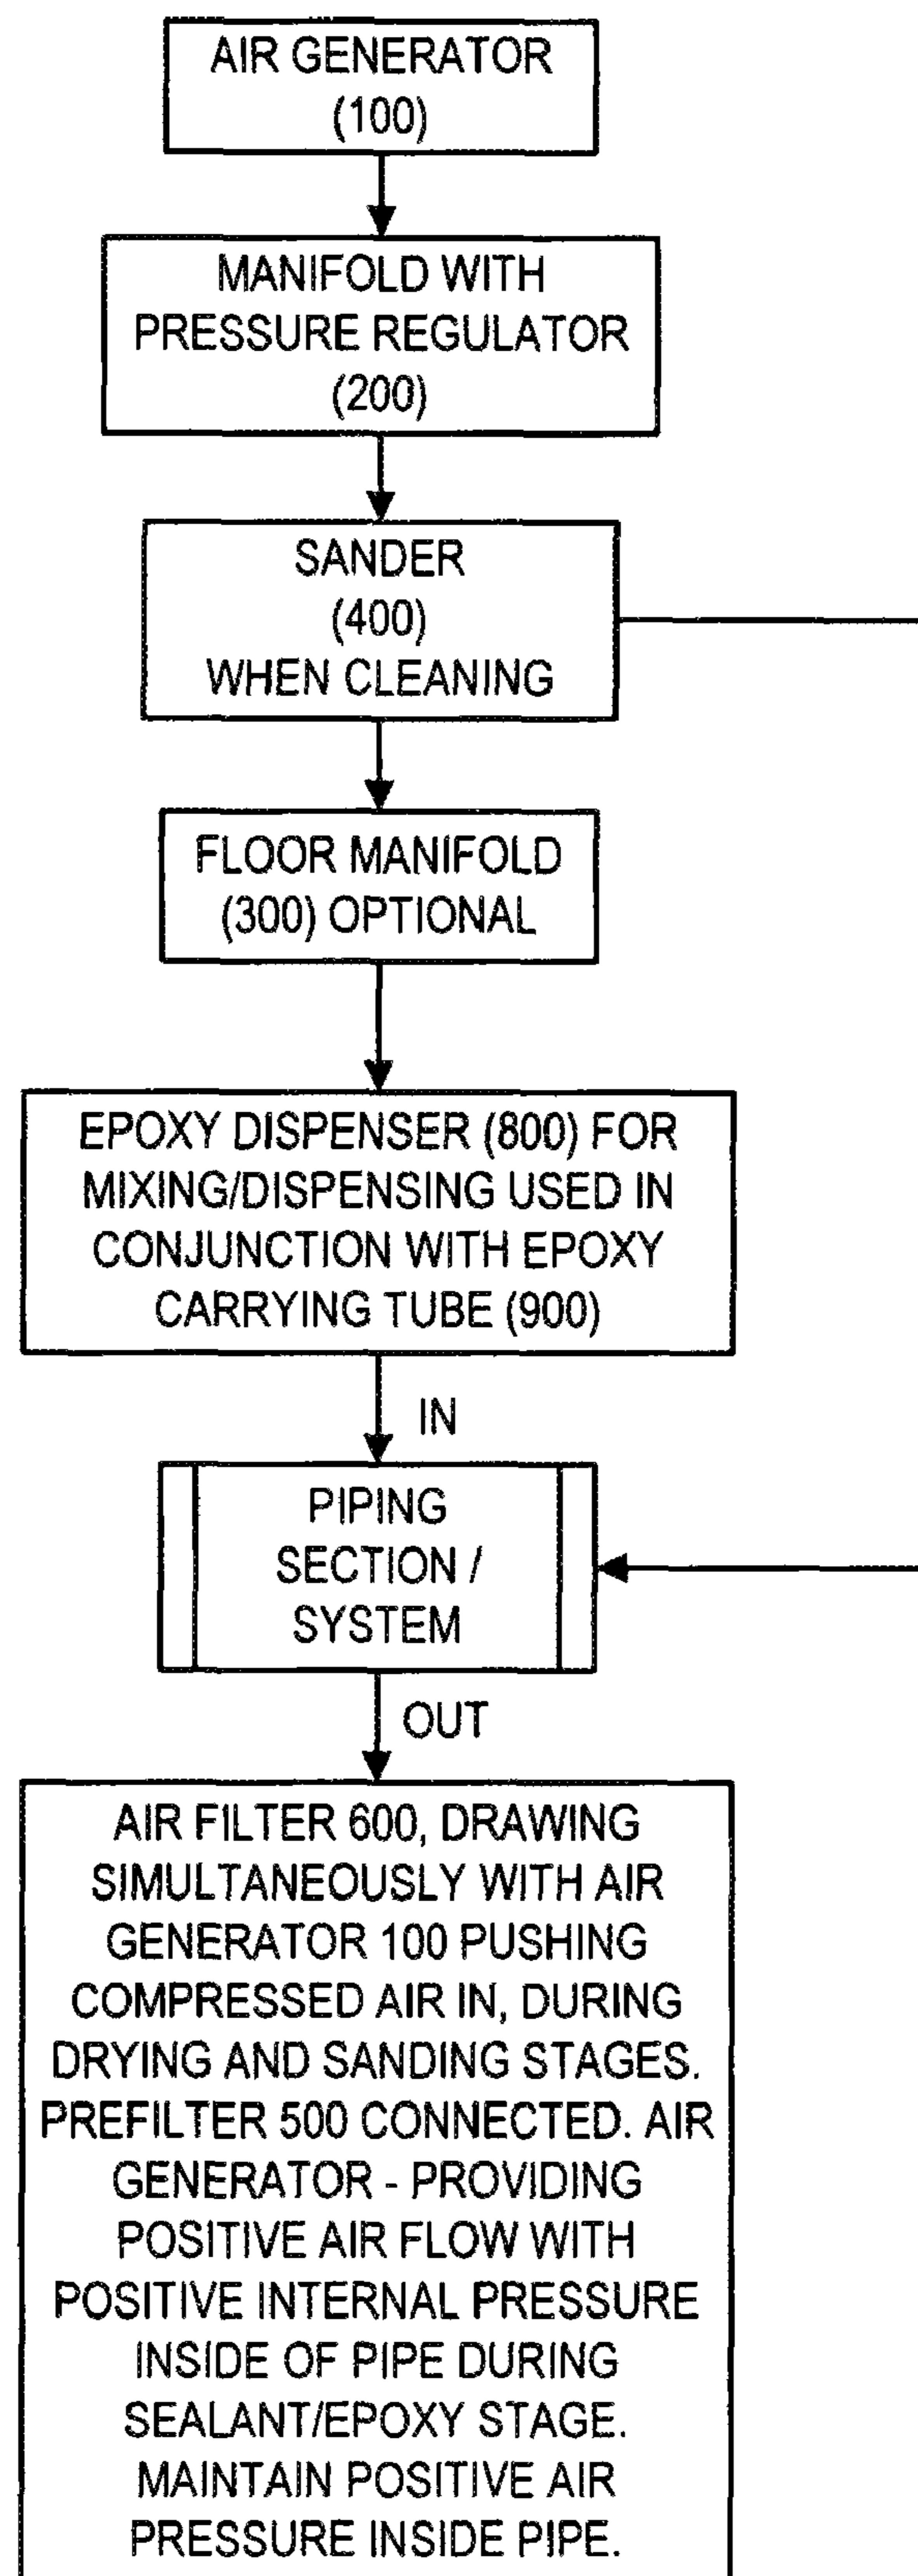 AIR GENERATOR
(100)
MANIFOLD WITH
PRESSURE REGULATOR
(200)
SANDER
(400)
WHEN CLEANING
FLOOR MANIFOLD
(300) OPTIONAL
EPOXY DISPENSER (800) FOR
MIXING/DISPENSING USED IN
CONJUNCTION WITH EPOXY
CARRYING TUBE (900)
IN
PIPING
SECTION /
SYSTEM
OUT
AIR FILTER 600, DRAWING
SIMULTANEOUSLY WITH AIR
GENERATOR 100 PUSHING
COMPRESSED AIR IN, DURING
DRYING AND SANDING STAGES.
PREFILTER 500 CONNECTED. AIR
GENERATOR - PROVIDING
POSITIVE AIR FLOW WITH
POSITIVE INTERNAL PRESSURE
INSIDE OF PIPE DURING
SEALANT/EPOXY STAGE.
MAINTAIN POSITIVE AIR
PRESSURE INSIDE PIPE.